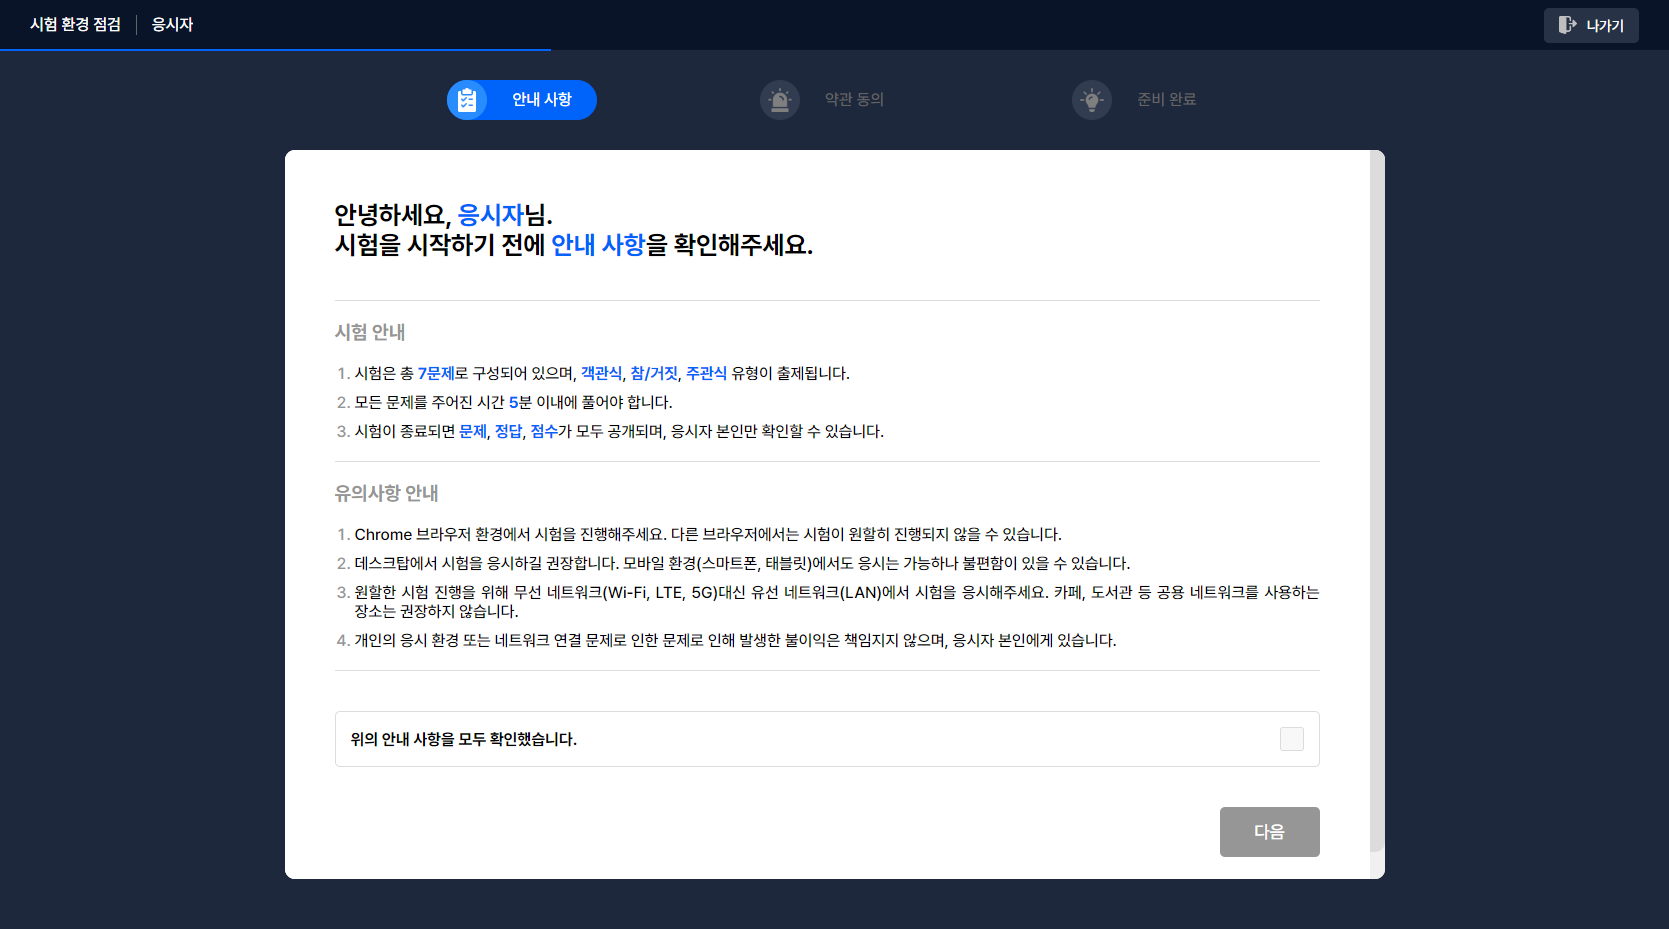 시험 환경 점검
응시자
나가기
안내 사항
약관 동의
준비 완료
안녕하세요, 응시자님.
시험을 시작하기 전에 안내 사항을 확인해주세요.
시험 안내
1. 시험은 총 7문제로 구성되어 있으며, 객관식, 참/거짓, 주관식 유형이 출제됩니다.
2. 모든 문제를 주어진 시간 5분 이내에 풀어야 합니다.
3. 시험이 종료되면 문제, 정답, 점수가 모두 공개되며, 응시자 본인만 확인할 수 있습니다.
유의사항 안내
1. Chrome 브라우저 환경에서 시험을 진행해주세요. 다른 브라우저에서는 시험이 원할히 진행되지 않을 수 있습니다.
2. 데스크탑에서 시험을 응시하길 권장합니다. 모바일 환경(스마트폰, 태블릿)에서도 응시는 가능하나 불편함이 있을 수 있습니다.
3. 원할한 시험 진행을 위해 무선 네트워크(Wi-Fi, LTE, 5G)대신 유선 네트워크(LAN)에서 시험을 응시해주세요. 카페, 도서관 등 공용 네트워크를 사용하는
장소는 권장하지 않습니다.
4. 개인의 응시 환경 또는 네트워크 연결 문제로 인한 문제로 인해 발생한 불이익은 책임지지 않으며, 응시자 본인에게 있습니다.
위의 안내 사항을 모두 확인했습니다.
다음